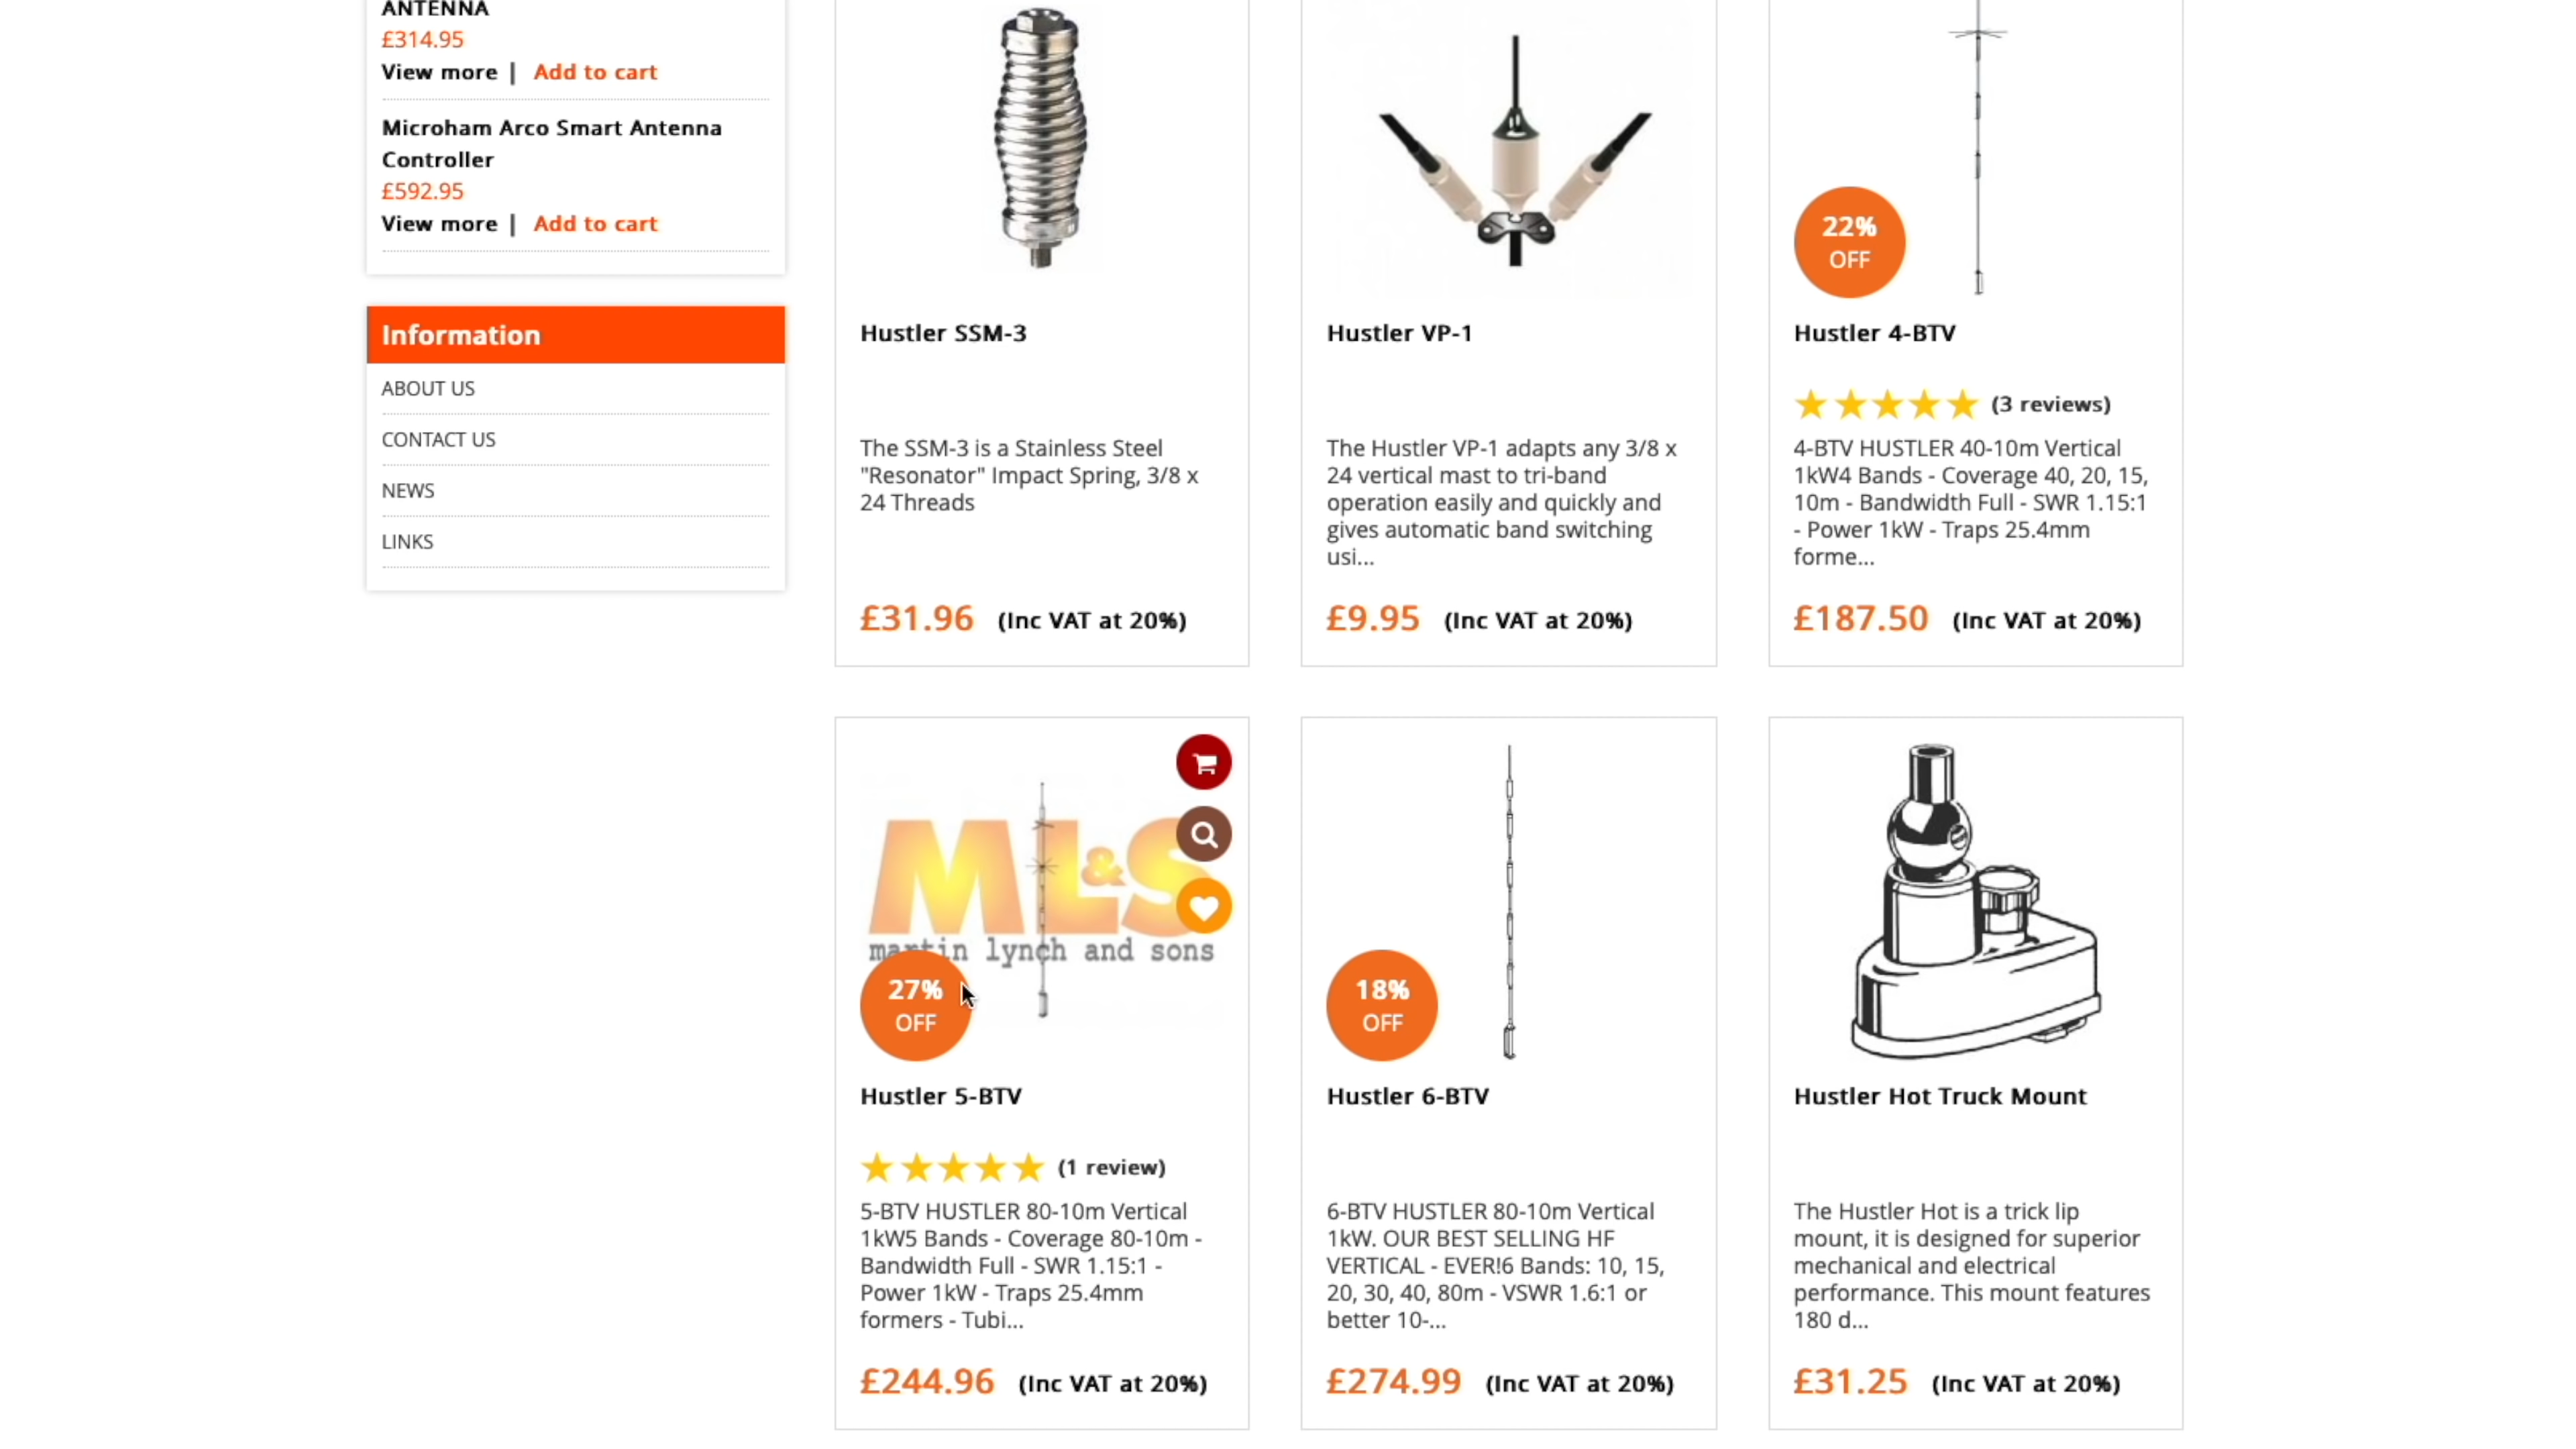 ANTENNA
£314.95
View more | Add to cart
Microham Arco Smart Antenna
Controller
£592.95
View more | Add to cart
Information
ABOUT US
CONTACT US
NEWS
LINKS
Hustler SSM-3
The SSM-3 is a Stainless Steel
"Resonator" Impact Spring, 3/8 x
24 Threads
£31.96 (Inc VAT at 20%)
Hustler VP-1
The Hustler VP-1 adapts any 3/8 x
24 vertical mast to tri-band
operation easily and quickly and
gives automatic band switching
usi...
£9.95 (Inc VAT at 20%)
22%
OFF
Hustler 4-BTV
(3 reviews)
4-BTV HUSTLER 40-10m Vertical
1kW4 Bands - Coverage 40, 20, 15,
10m - Bandwidth Full - SWR 1.15:1
- Power 1kW - Traps 25.4mm
forme...
£187.50 (Inc VAT at 20%)
ML&S
martin lynch and sons
27%
OFF
Hustler 5-BTV
(1 review)
5-BTV HUSTLER 80-10m Vertical
1kW5 Bands - Coverage 80-10m -
Bandwidth Full - SWR 1.15:1 -
Power 1kW - Traps 25.4mm
formers - Tubi...
£244.96 (Inc VAT at 20%)
18%
OFF
Hustler 6-BTV
6-BTV HUSTLER 80-10m Vertical
1kW. OUR BEST SELLING HF
VERTICAL - EVER!6 Bands: 10, 15,
20, 30, 40, 80m - VSWR 1.6:1 or
better 10-...
£274.99 (Inc VAT at 20%)
Hustler Hot Truck Mount
The Hustler Hot is a trick lip
mount, it is designed for superior
mechanical and electrical
performance. This mount features
180 d...
£31.25 (Inc VAT at 20%)